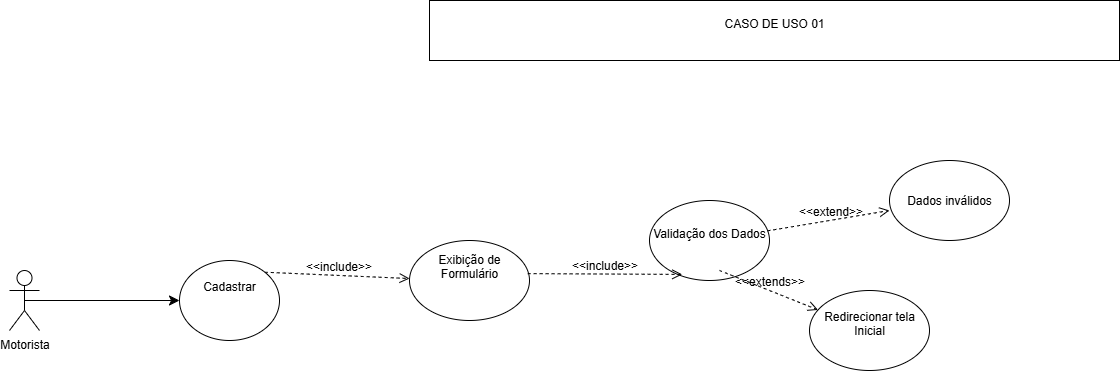 CASO DE USO 01
Dados inválidos
<<extend>>
Validação dos Dados
Exibição de
Formulário
<<include>>
<<include>>
<<extends>>
Cadastrar
Redirecionar tela
Inicial
Motorista